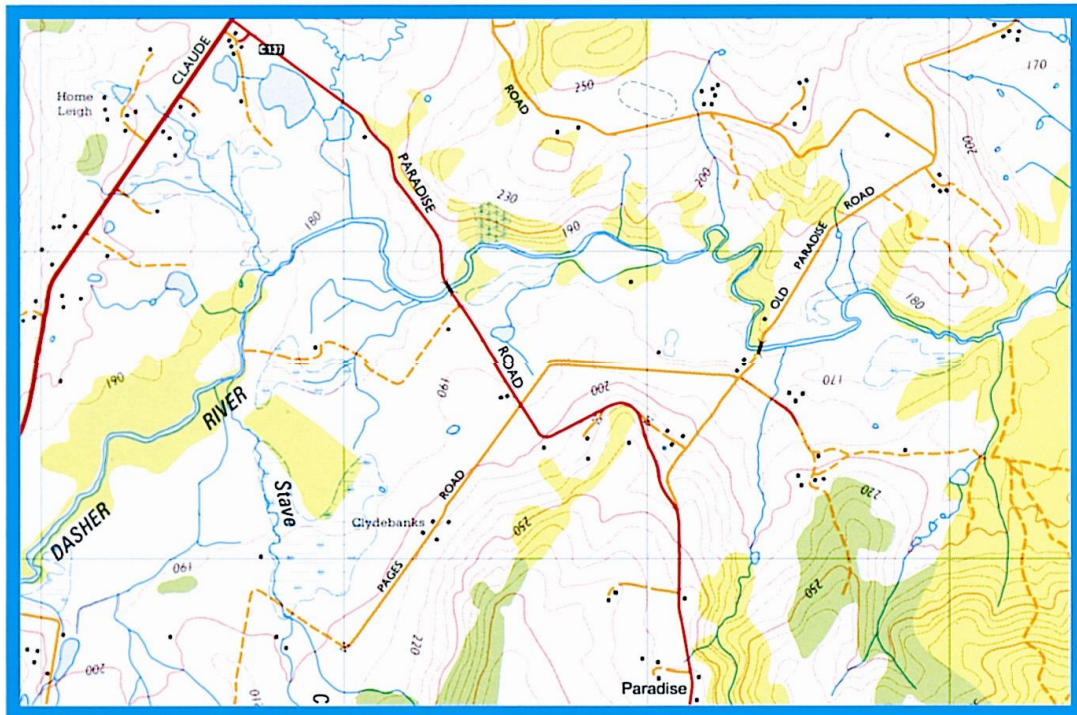 CLAUDE
C137
170
Home
Leigh
250
ROAD
PARADISE
200
200
230
190
180
ROAD
PARADISE
OLD
180
ROAD
190
190
200
170
RIVER
DASHER
Stave
ROAD
Clydebanks
PAGES
250
220
250
190
220
200
210
C
Paradise